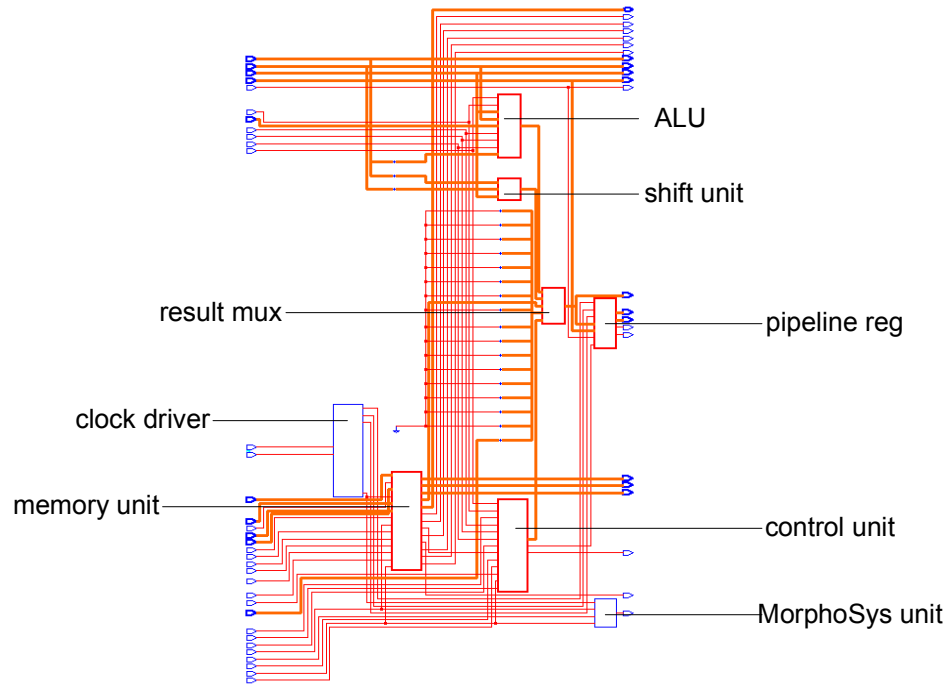 ALU
shift unit
result mux
pipeline reg
clock driver
memory unit
control unit
MorphoSys unit